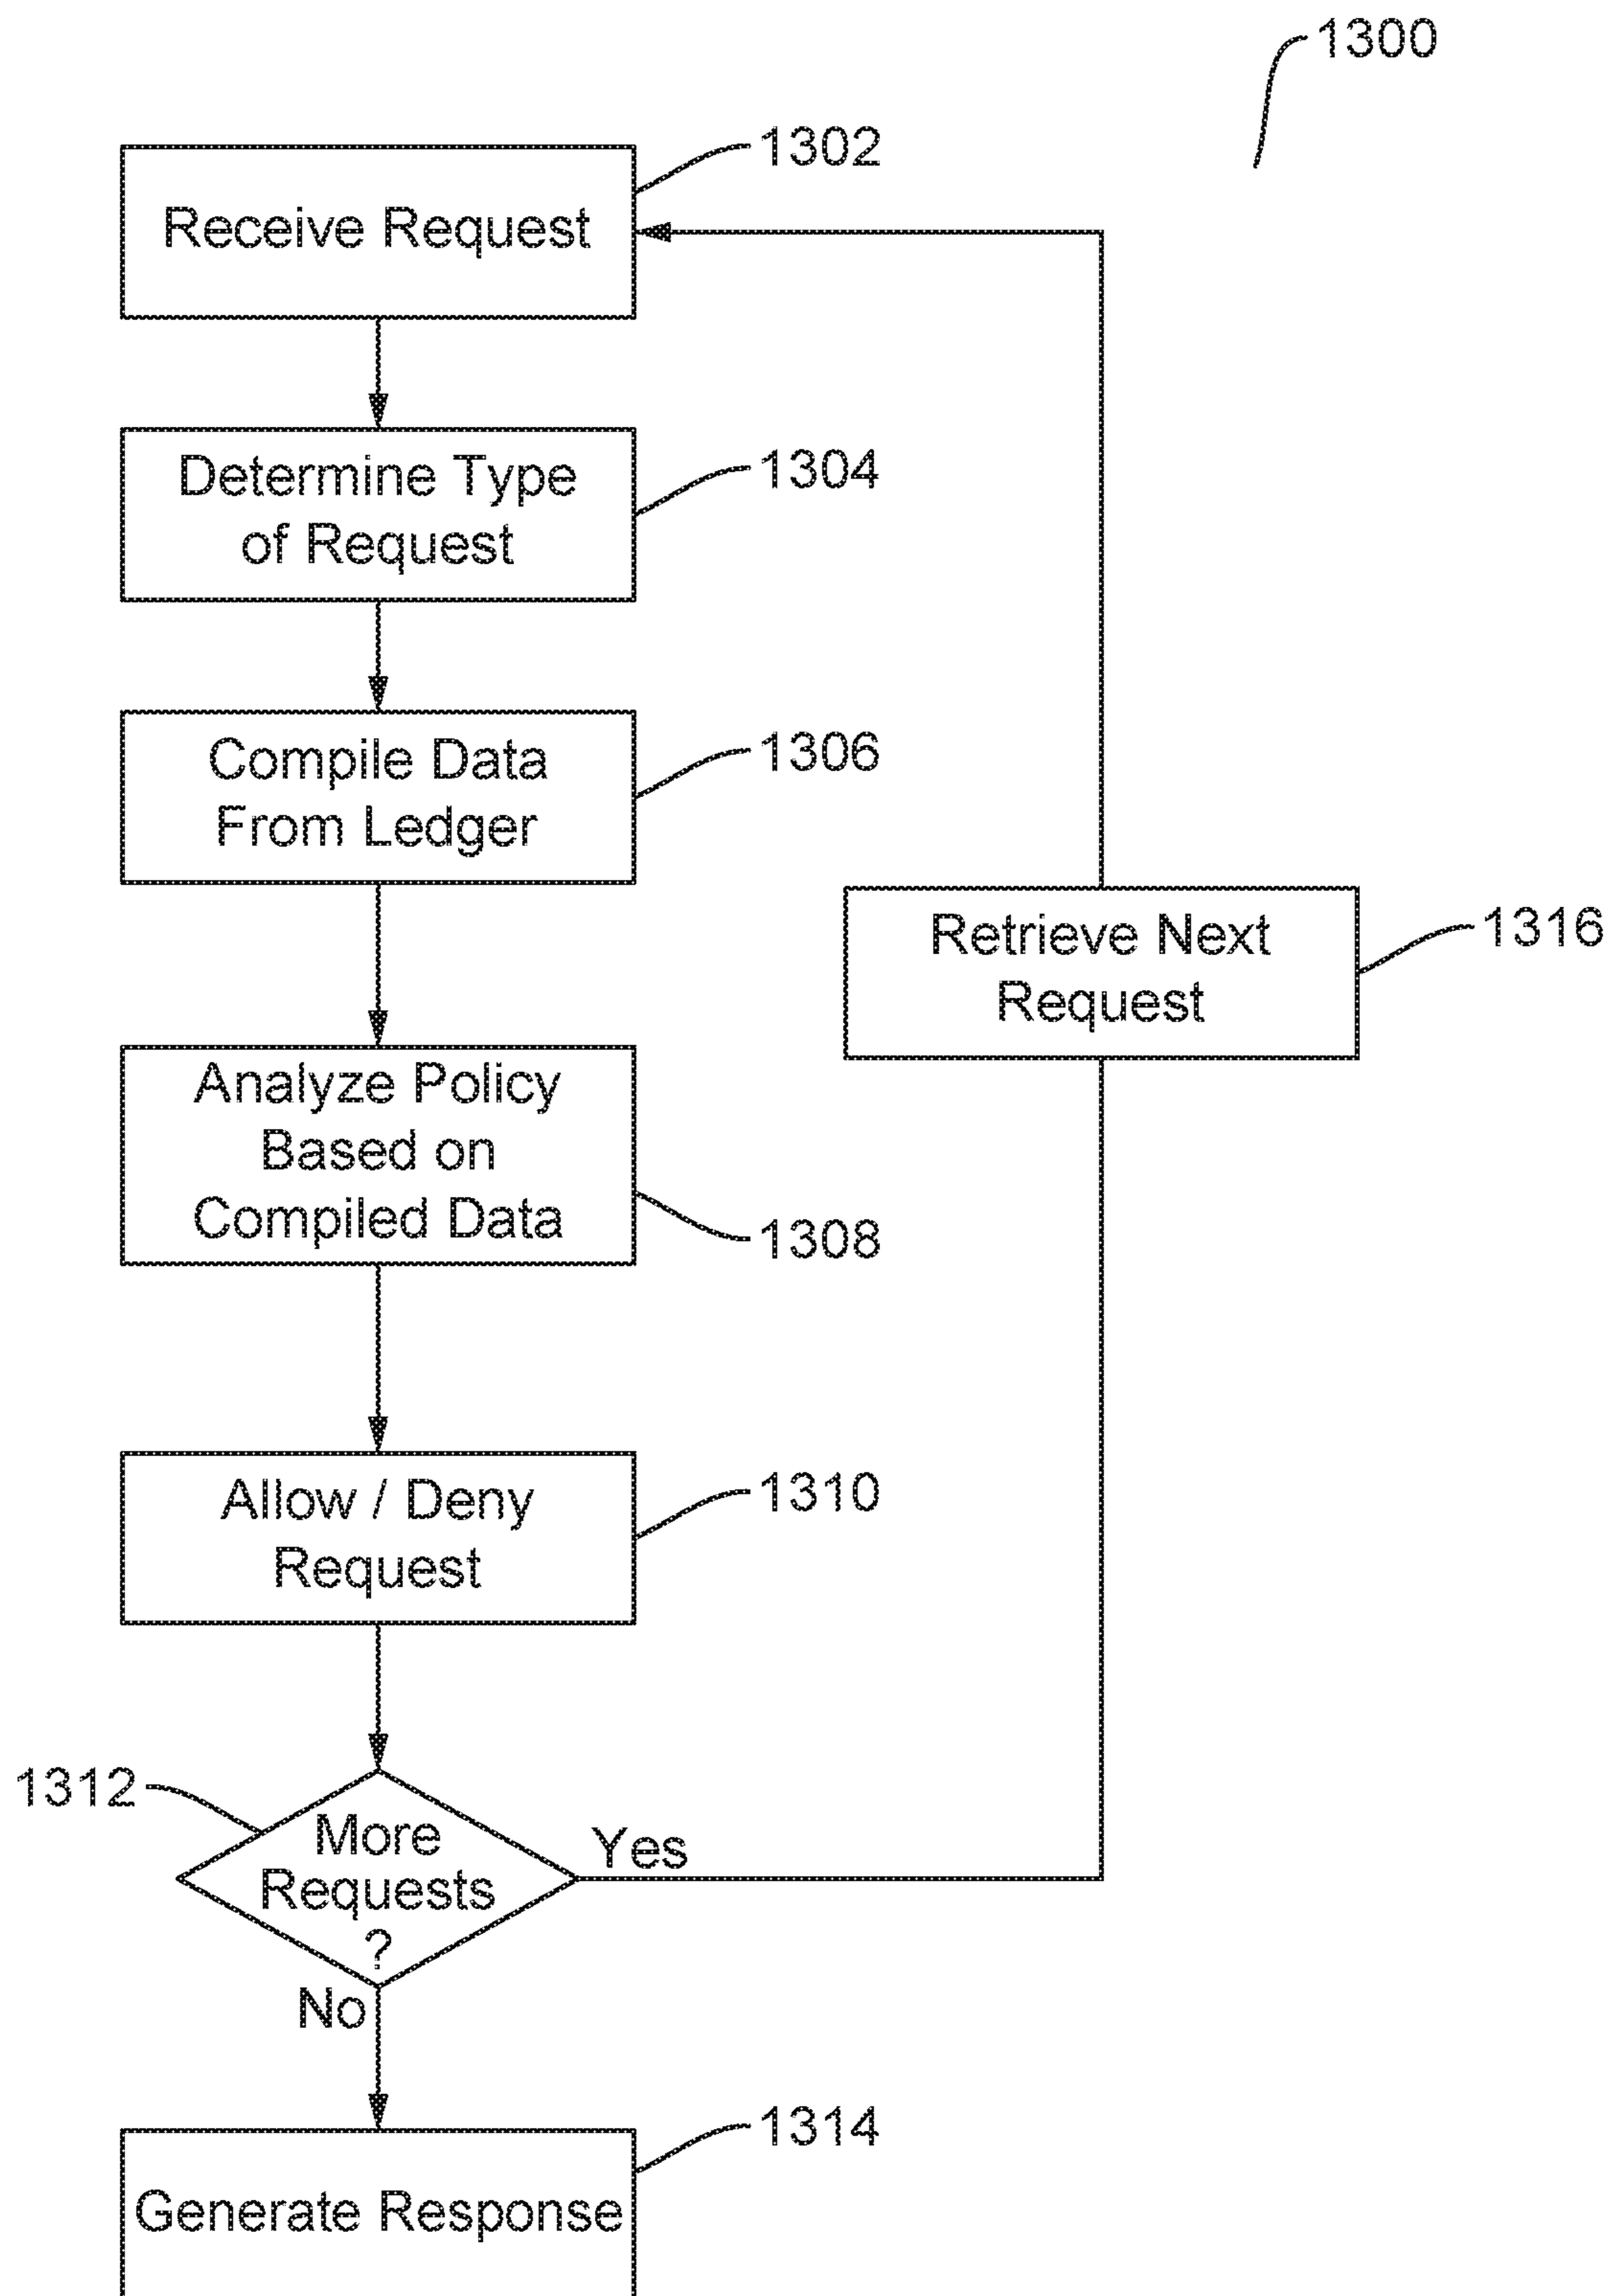 1300
1302
Receive Request
Determine Type
of Request
1304
Compile Data
From Ledger
1306
Retrieve Next
Request
1316
Analyze Policy
Based on
Compiled Data
1308
Allow / Deny
Request
1310
1312
More
Requests
?
Yes
No
1314
Generate Response